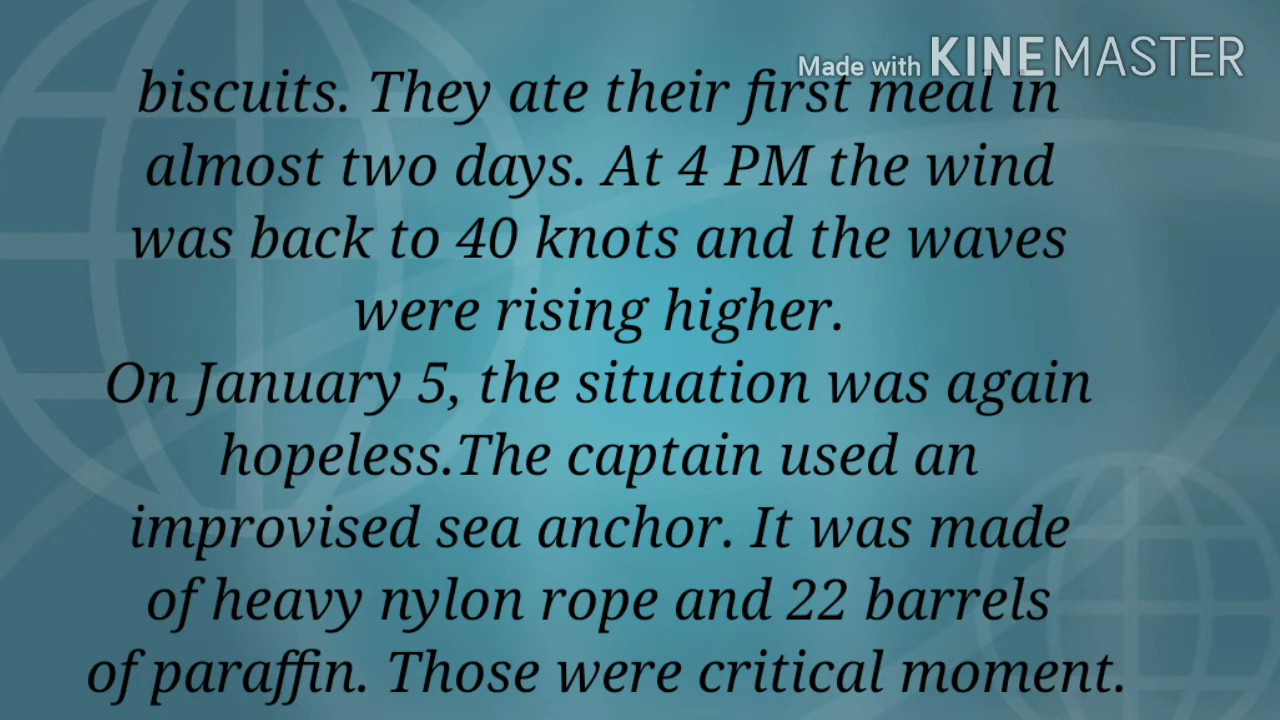 Made with KINEMASTER
biscuits. They ate their first meal in
almost two days. At 4 PM the wind
was back to 40 knots and the waves
were rising higher.
On January 5, the situation was again
hopeless.The captain used an
improvised sea anchor. It was made
of heavy nylon rope and 22 barrels
of paraffin. Those were critical moment.